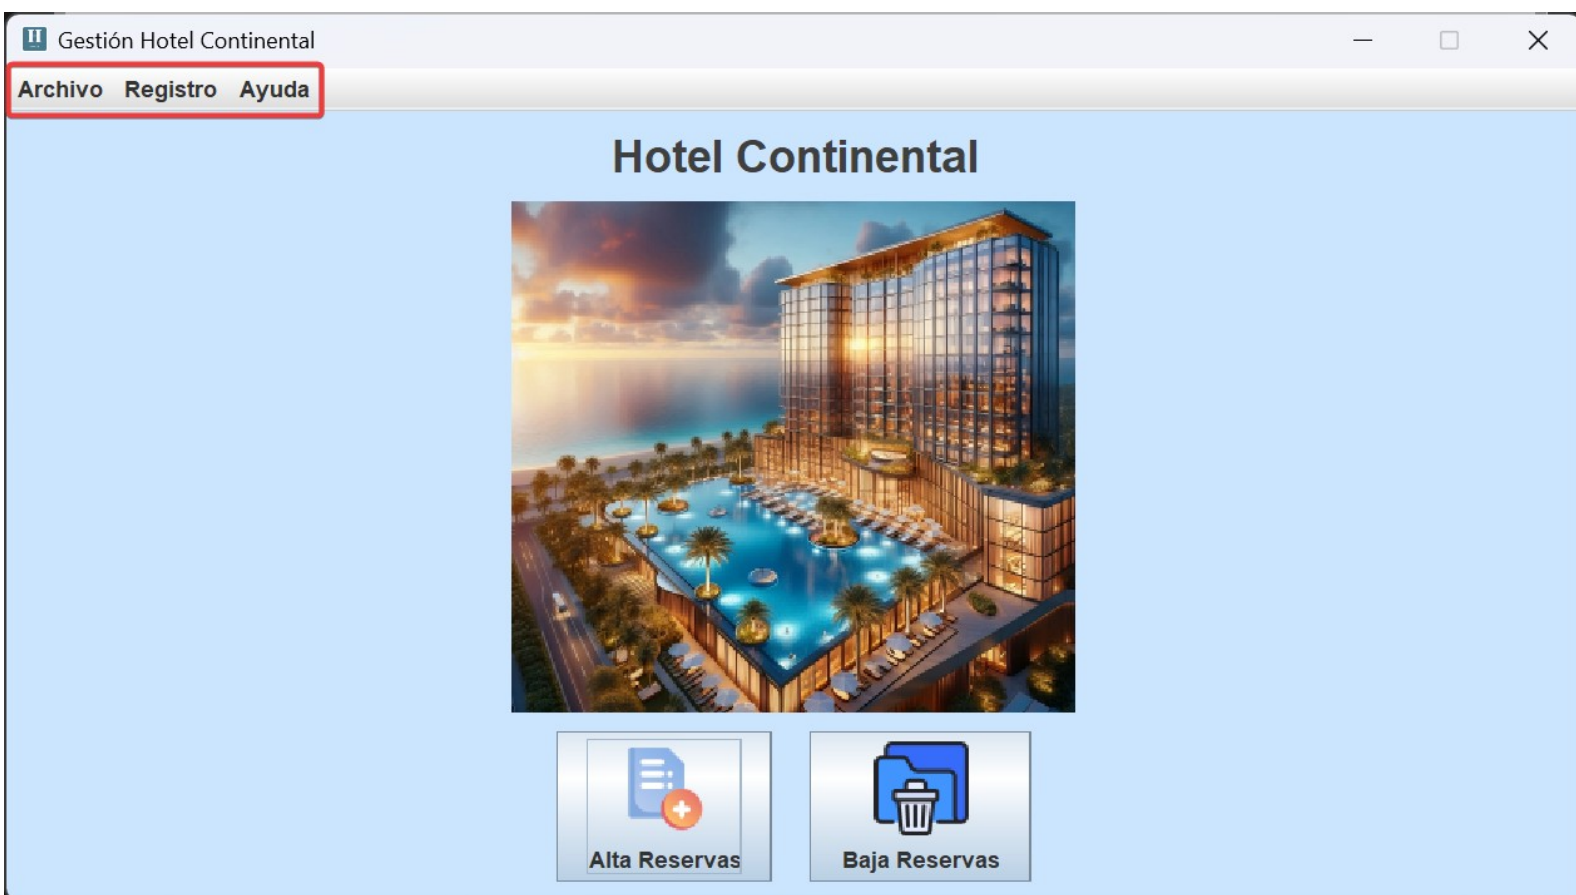 H Gestión Hotel Continental
Archivo Registro Ayuda
Hotel Continental
Alta Reservas Baja Reservas